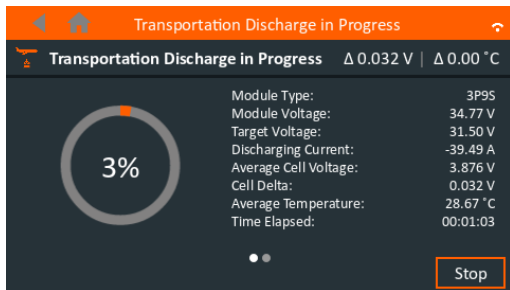 Transportation Discharge in Progress
Transportation Discharge in Progress Δ 0.032 V | Δ 0.00 °C
3%
Module Type: 3P9S
Module Voltage: 34.77 V
Target Voltage: 31.50 V
Discharging Current: -39.49 A
Average Cell Voltage: 3.876 V
Cell Delta: 0.032 V
Average Temperature: 28.67 °C
Time Elapsed: 00:01:03
Stop